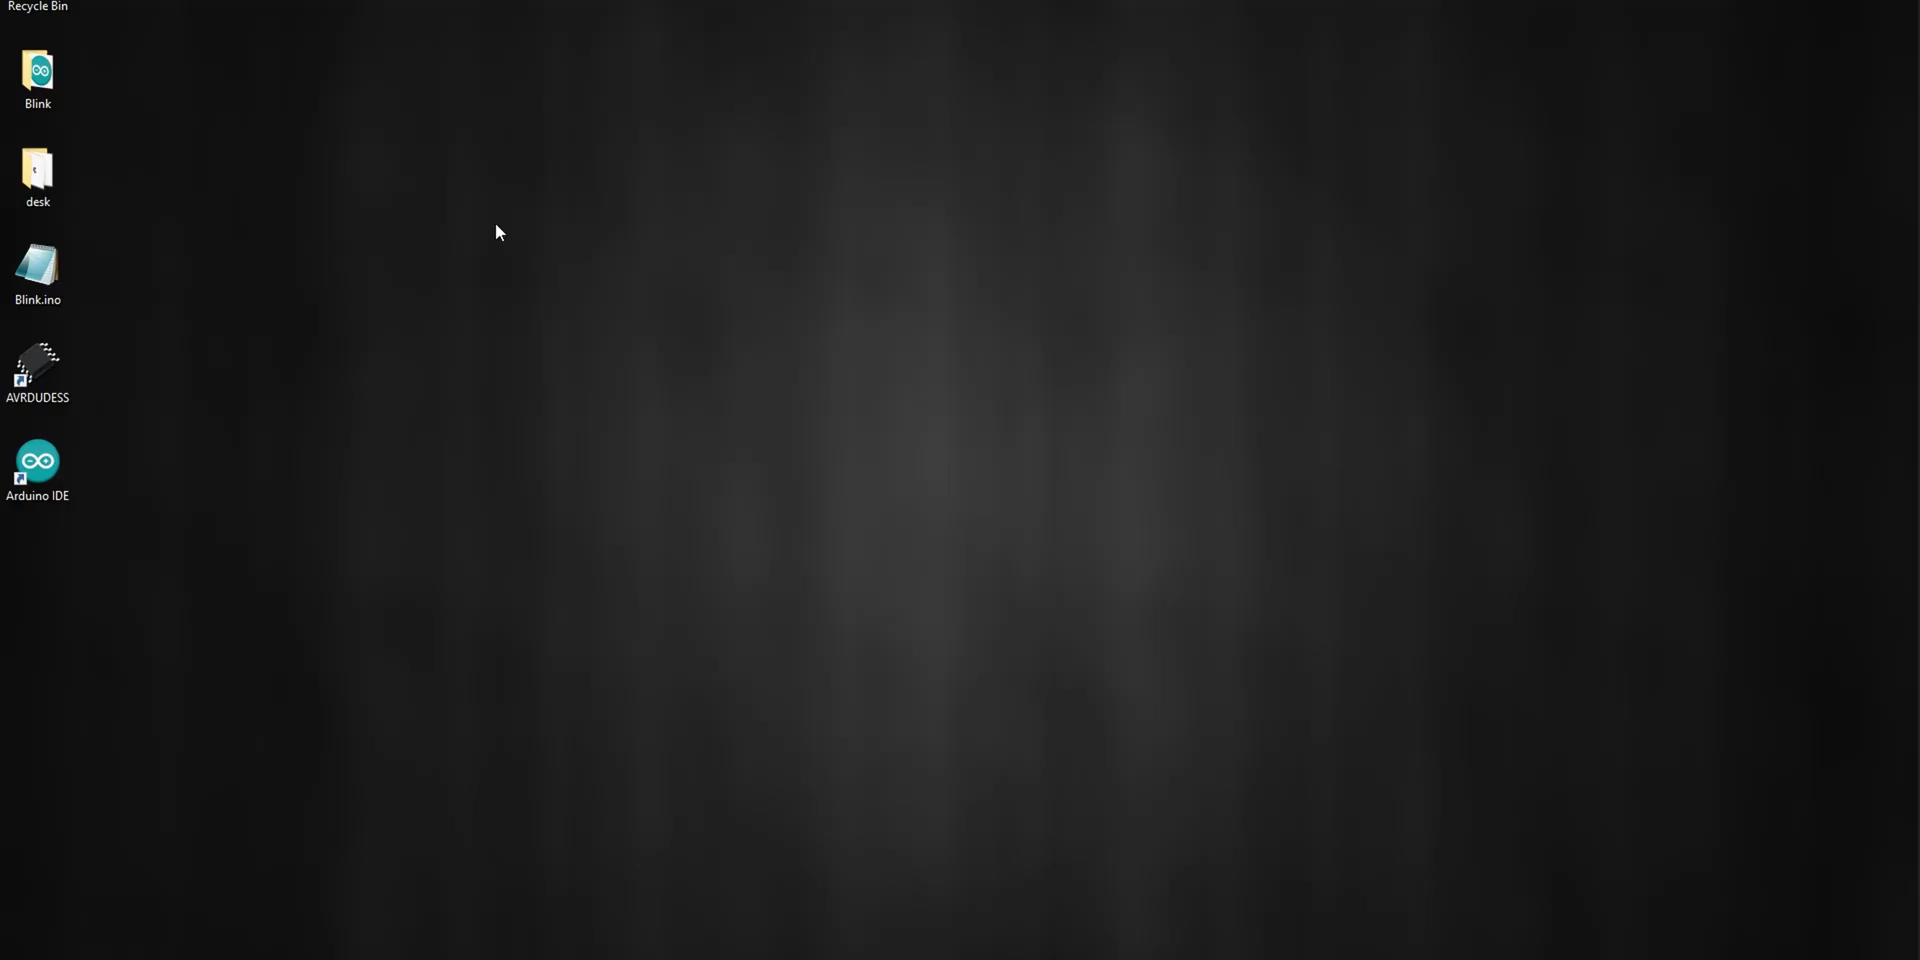 Recycle Bin
Blink
desk
Blink.ino
AVRDUDESS
Arduino IDE